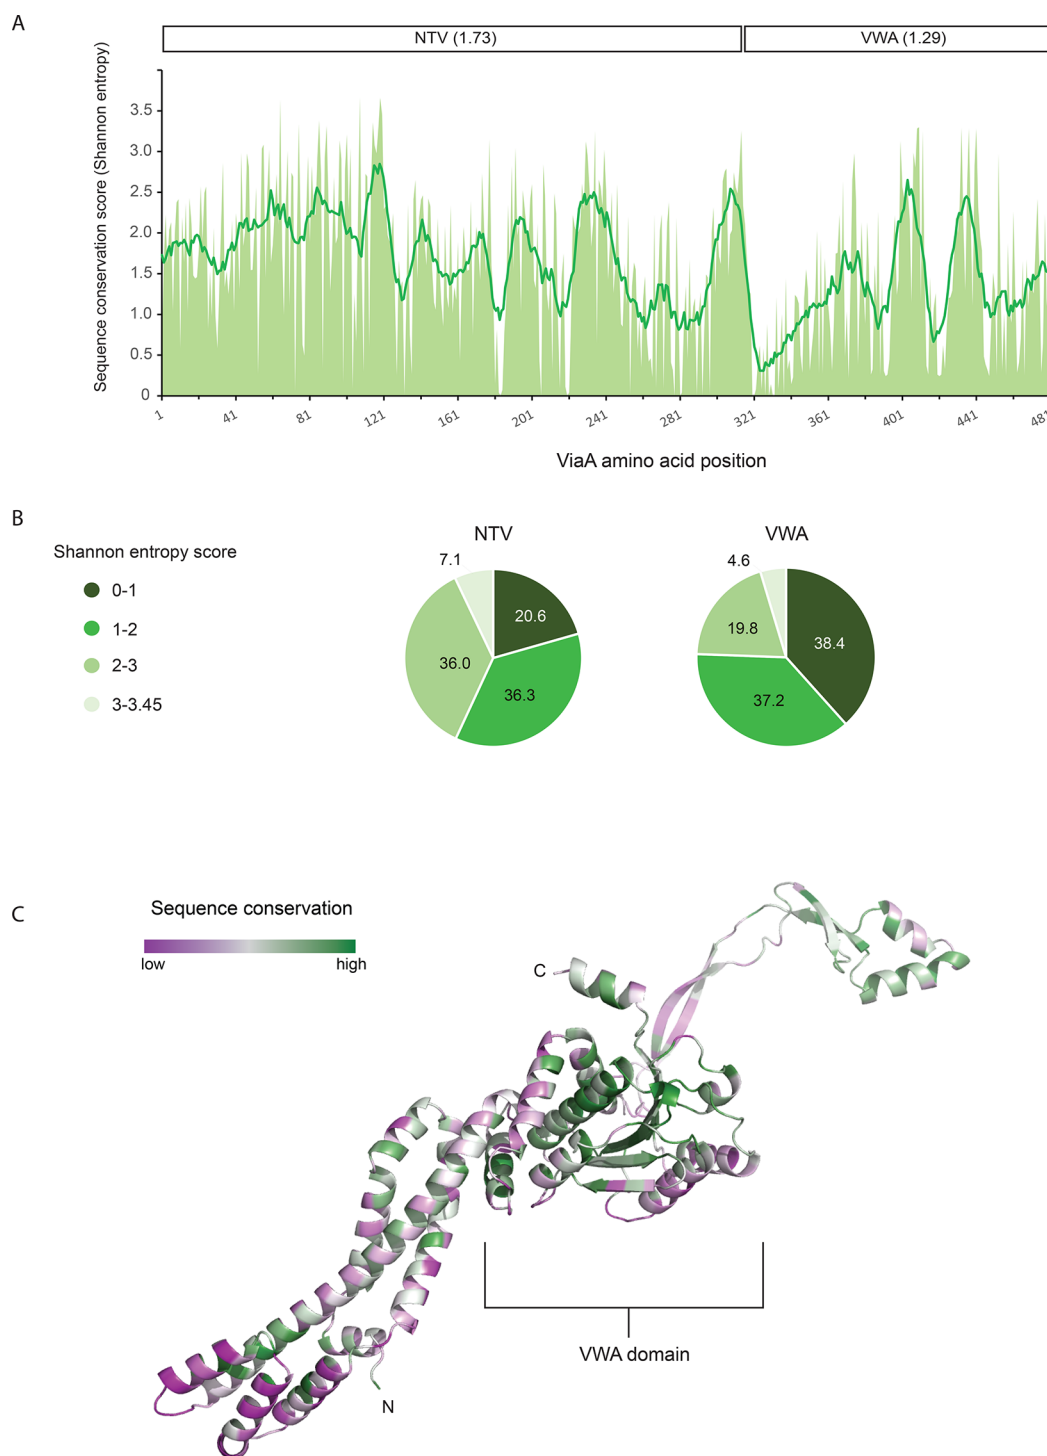 A
NTV (1.73)
VWA (1.29)
Sequence conservation score (Shannon entropy)
3.5
3.0
2.5
2.0
1.5
1.0
0.5
0
1
41
81
121
161
201
241
281
321
361
401
441
481
ViaA amino acid position
B
Shannon entropy score
0-1
1-2
2-3
3-3.45
NTV
7.1
20.6
36.0
36.3
VWA
4.6
19.8
38.4
37.2
C
Sequence conservation
low
high
C
N
VWA domain